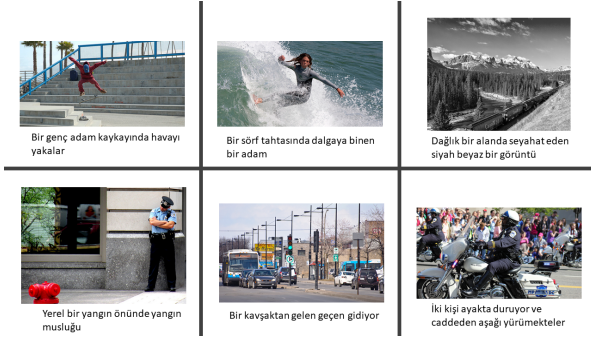 Bir genç adam kaykayında havayı
yakalar
Bir sörf tahtasında dalgaya binen
bir adam
Dağlık bir alanda seyahat eden
siyah beyaz bir görüntü
Yerel bir yangın önünde yangın
musluğu
Bir kavşaktan gelen geçen gidiyor
İki kişi ayakta duruyor ve
caddeden aşağı yürümekteler